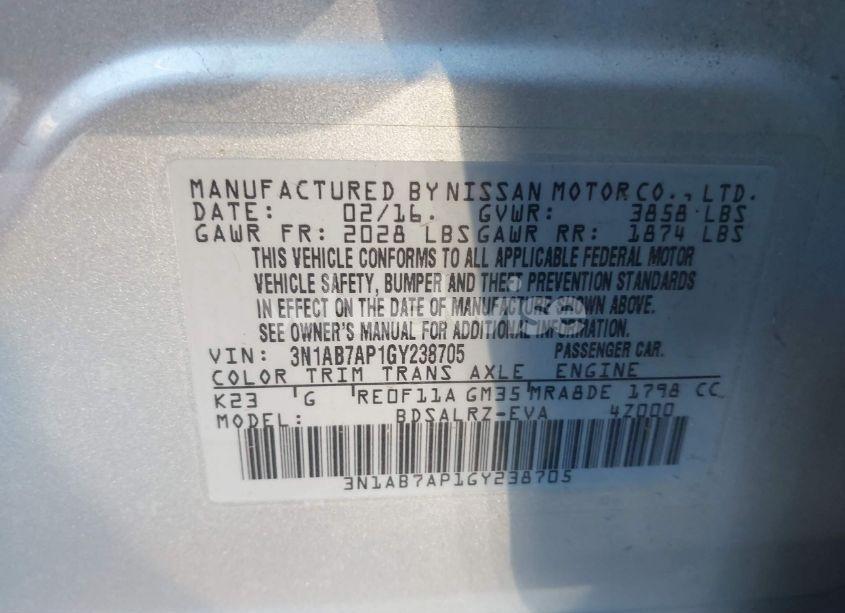 MANUFACTURED BY NISSAN MOTOR CO., LTD.
DATE: 02/16. GVWR: 3858 LBS
GAWR FR: 2028 LBS GAWR RR: 1874 LBS
THIS VEHICLE CONFORMS TO ALL APPLICABLE FEDERAL MOTOR
VEHICLE SAFETY, BUMPER AND THEFT PREVENTION STANDARDS
IN EFFECT ON THE DATE OF MANUFACTURE SHOWN ABOVE.
SEE OWNER'S MANUAL FOR ADDITIONAL INFORMATION.
VIN: 3N1AB7AP1GY238705 PASSENGER CAR.
COLOR TRIM TRANS AXLE ENGINE
K23 G RE0F11A GM35 MRA8DE 1798 CC
MODEL: BDSALRZ-EVA 4Z000
3N1AB7AP1GY238705